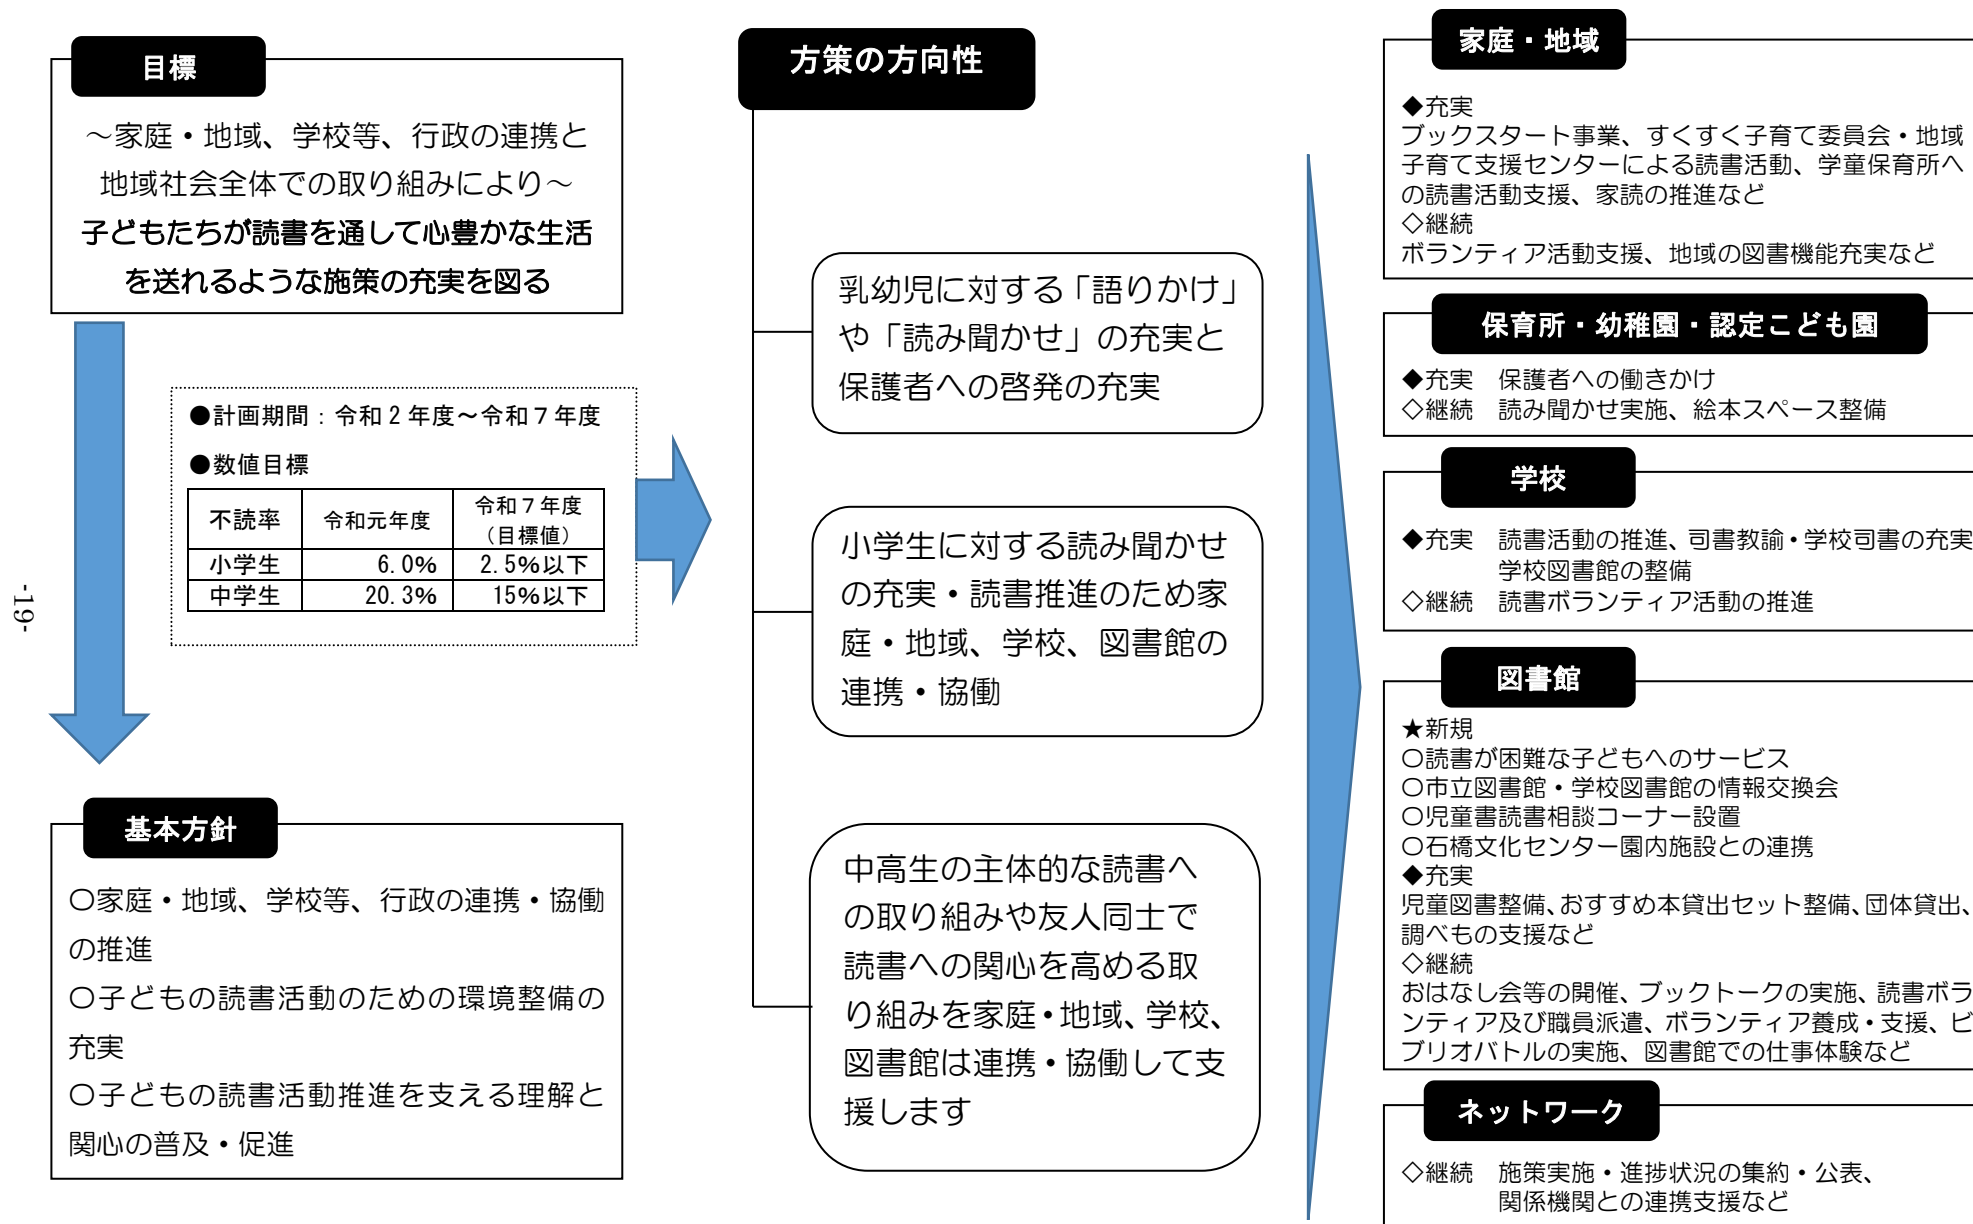 目標
～家庭・地域、学校等、行政の連携と
地域社会全体での取り組みにより～
子どもたちが読書を通して心豊かな生活
を送れるような施策の充実を図る
●計画期間：令和２年度～令和７年度
●数値目標
不読率 令和元年度 令和７年度
（目標値）
小学生 6.0% 2.5%以下
中学生 20.3% 15%以下
-19-
基本方針
〇家庭・地域、学校等、行政の連携・協働
の推進
〇子どもの読書活動のための環境整備の
充実
〇子どもの読書活動推進を支える理解と
関心の普及・促進
方策の方向性
乳幼児に対する「語りかけ」
や「読み聞かせ」の充実と
保護者への啓発の充実
小学生に対する読み聞かせ
の充実・読書推進のため家
庭・地域、学校、図書館の
連携・協働
中高生の主体的な読書へ
の取り組みや友人同士で
読書への関心を高める取
り組みを家庭・地域、学校、
図書館は連携・協働して支
援します
家庭・地域
◆充実
ブックスタート事業、すくすく子育て委員会・地域
子育て支援センターによる読書活動、学童保育所へ
の読書活動支援、家読の推進など
◇継続
ボランティア活動支援、地域の図書機能充実など
保育所・幼稚園・認定こども園
◆充実　保護者への働きかけ
◇継続　読み聞かせ実施、絵本スペース整備
学校
◆充実　読書活動の推進、司書教諭・学校司書の充実
学校図書館の整備
◇継続　読書ボランティア活動の推進
図書館
★新規
〇読書が困難な子どもへのサービス
〇市立図書館・学校図書館の情報交換会
〇児童書読書相談コーナー設置
〇石橋文化センター園内施設との連携
◆充実
児童図書整備、おすすめ本貸出セット整備、団体貸出、
調べもの支援など
◇継続
おはなし会等の開催、ブックトークの実施、読書ボラ
ンティア及び職員派遣、ボランティア養成・支援、ビ
ブリオバトルの実施、図書館での仕事体験など
ネットワーク
◇継続　施策実施・進捗状況の集約・公表、
関係機関との連携支援など